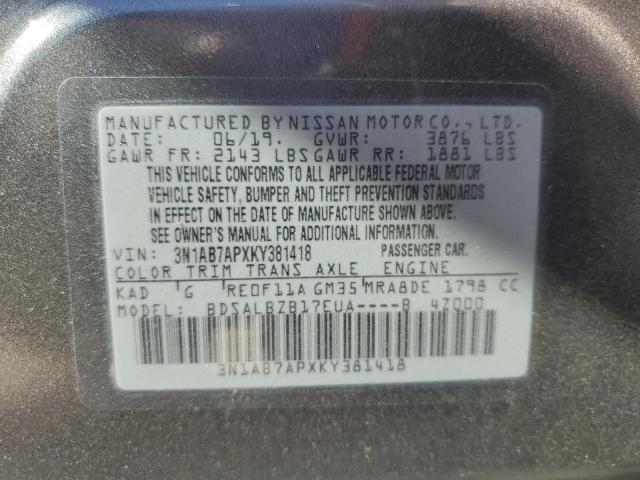 MANUFACTURED BY NISSAN MOTOR CO., LTD.
DATE: 06/19. GVWR: 3876 LBS
GAWR FR: 2143 LBS GAWR RR: 1881 LBS
THIS VEHICLE CONFORMS TO ALL APPLICABLE FEDERAL MOTOR
VEHICLE SAFETY, BUMPER AND THEFT PREVENTION STANDARDS
IN EFFECT ON THE DATE OF MANUFACTURE SHOWN ABOVE.
SEE OWNER'S MANUAL FOR ADDITIONAL INFORMATION
VIN: 3N1AB7APXKY381418 PASSENGER CAR.
COLOR TRIM TRANS AXLE ENGINE
KAD G RE0F11A GM35 MRA8DE 1798 CC
MODEL: BDSALBZB17EUA----B 4Z000
3N1AB7APXKY381418